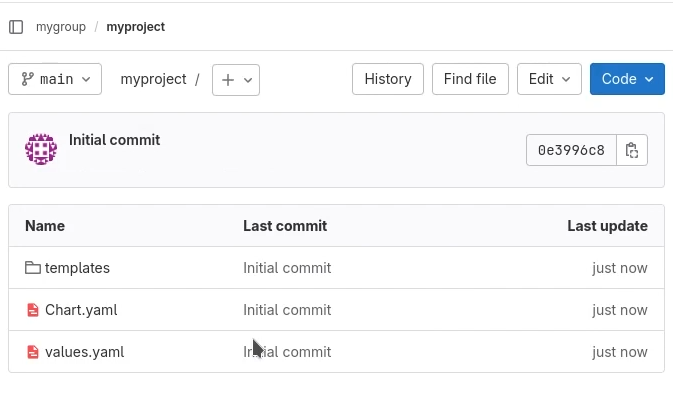 mygroup / myproject
main myproject / + History Find file Edit Code
Initial commit 0e3996c8
Name Last commit Last update
templates Initial commit just now
Chart.yaml Initial commit just now
values.yaml Initial commit just now